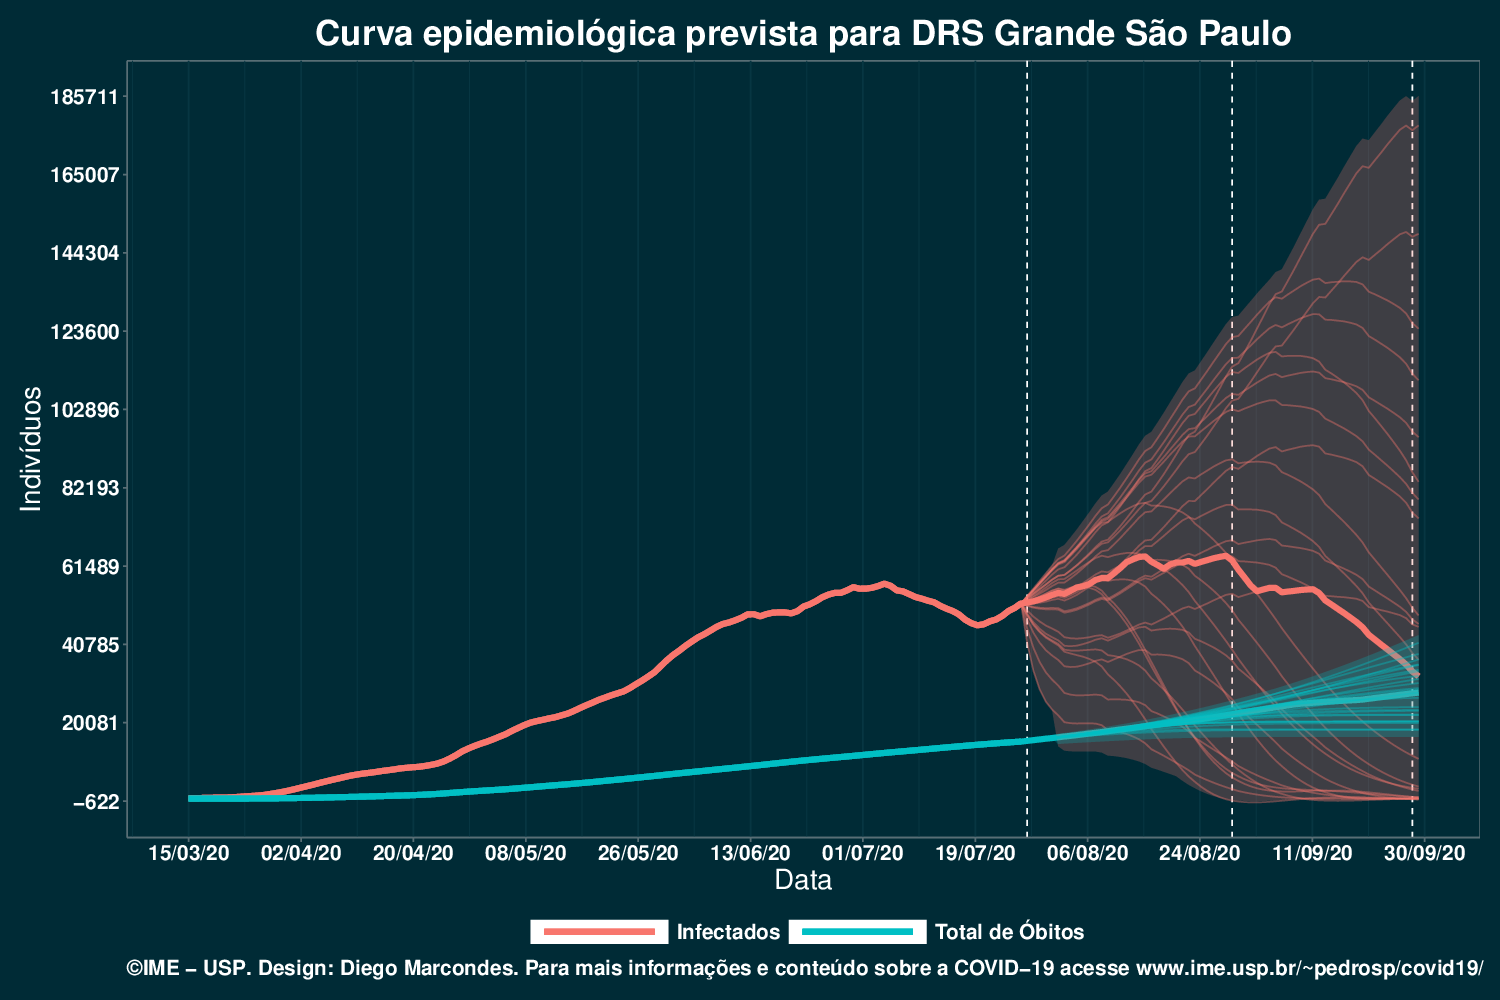 Curva epidemiológica prevista para DRS Grande São Paulo
185711
165007
144304
123600
102896
82193
61489
40785
20081
−622
Indivíduos
15/03/20 02/04/20 20/04/20 08/05/20 26/05/20 13/06/20 01/07/20 19/07/20 06/08/20 24/08/20 11/09/20 30/09/20
Data
Infectados Total de Óbitos
©IME − USP. Design: Diego Marcondes. Para mais informações e conteúdo sobre a COVID−19 acesse www.ime.usp.br/~pedrosp/covid19/